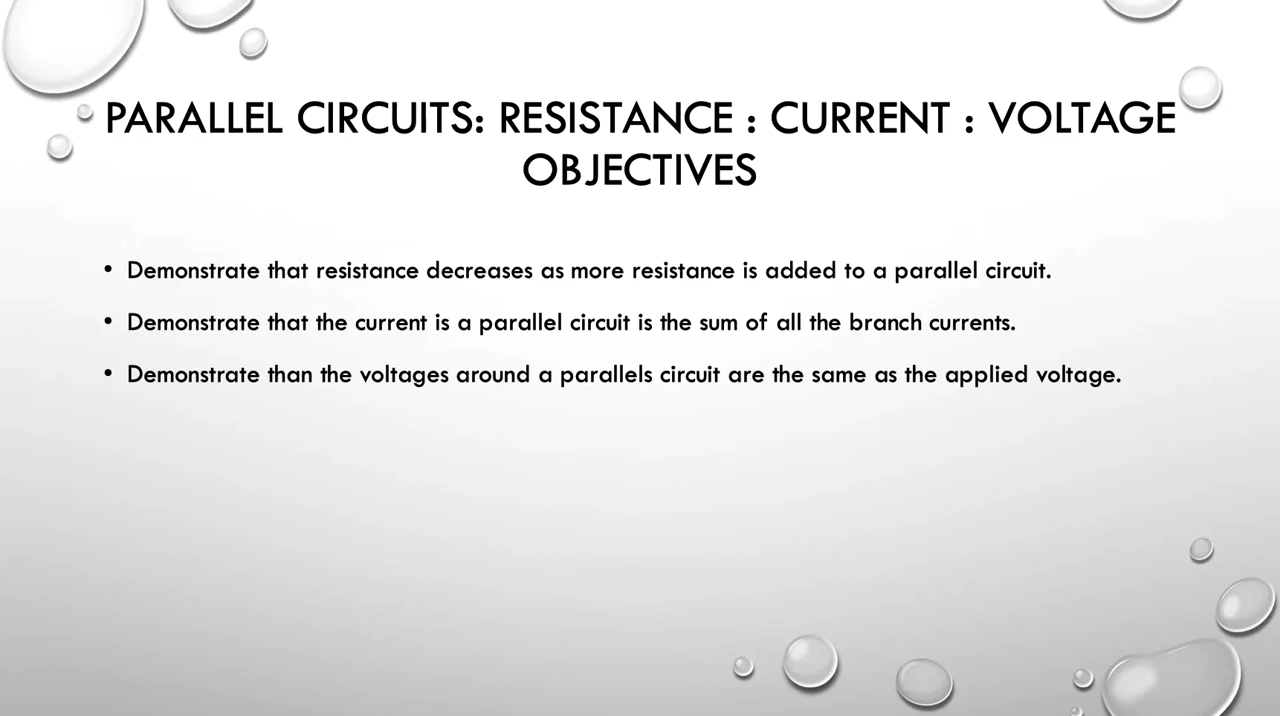 PARALLEL CIRCUITS: RESISTANCE : CURRENT : VOLTAGE
OBJECTIVES
• Demonstrate that resistance decreases as more resistance is added to a parallel circuit.
• Demonstrate that the current is a parallel circuit is the sum of all the branch currents.
• Demonstrate than the voltages around a parallels circuit are the same as the applied voltage.